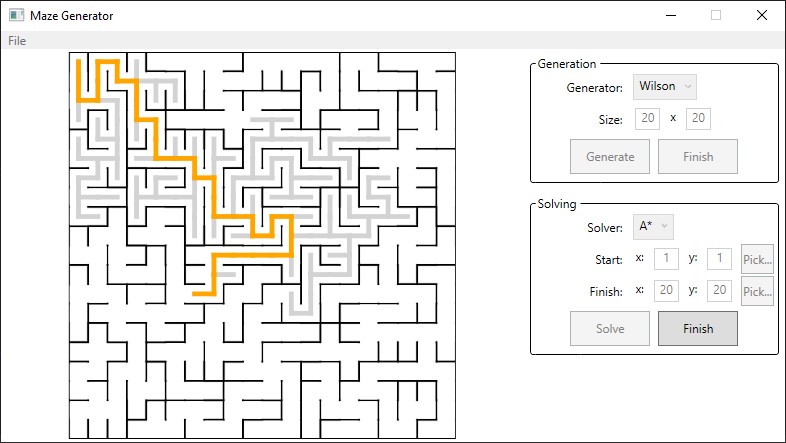 Maze Generator
File
Generation
Generator: Wilson
Size: 20 x 20
Generate Finish
Solving
Solver: A*
Start: x: 1 y: 1 Pick...
Finish: x: 20 y: 20 Pick...
Solve Finish